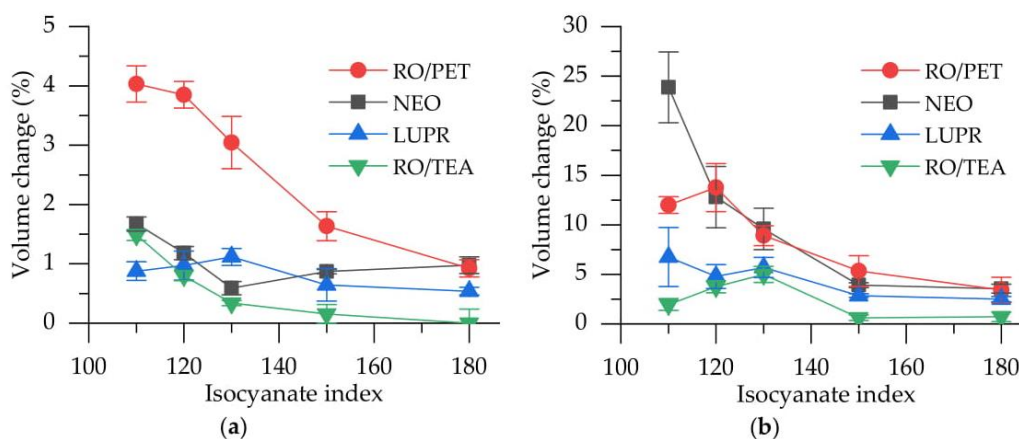 5
4
3
2
1
0
Volume change (%)
RO/PET
NEO
LUPR
RO/TEA
100 120 140 160 180
Isocyanate index
(a)
30
25
20
15
10
5
0
Volume change (%)
RO/PET
NEO
LUPR
RO/TEA
100 120 140 160 180
Isocyanate index
(b)